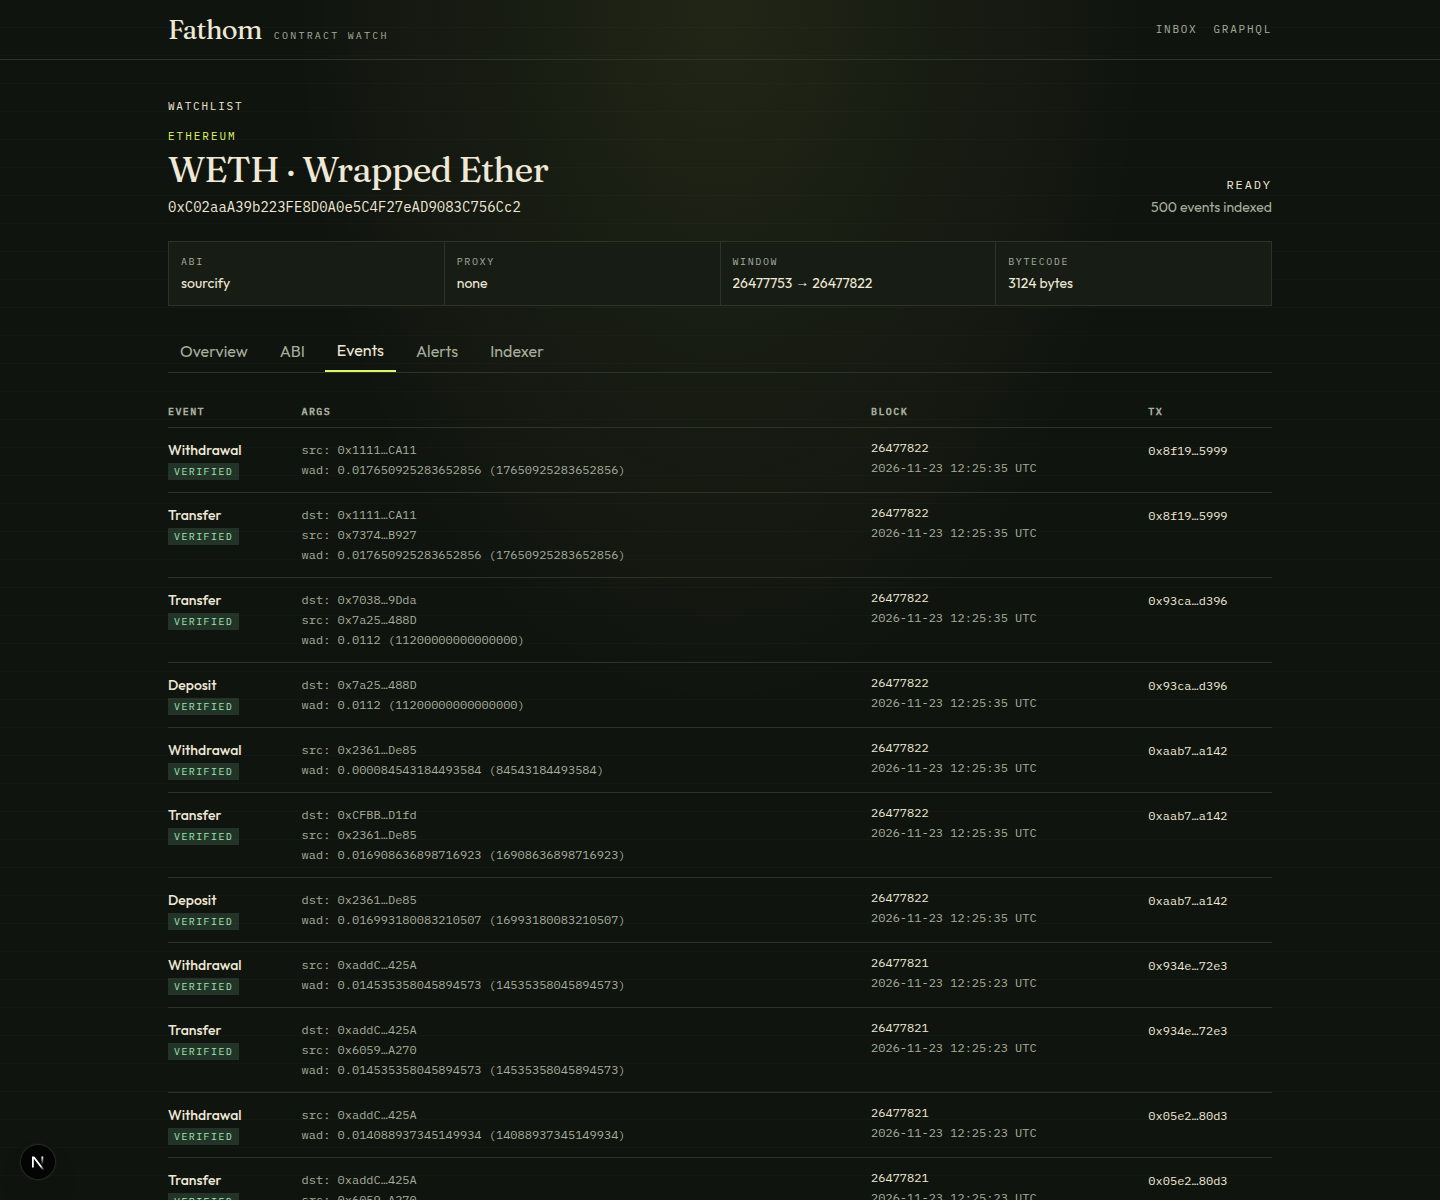 Fathom CONTRACT WATCH
INBOX GRAPHQL
WATCHLIST
ETHEREUM
WETH · Wrapped Ether
0xC02aaA39b223FE8D0A0e5C4F27eAD9083C756Cc2
READY
500 events indexed
ABI
sourcify
PROXY
none
WINDOW
26477753 → 26477822
BYTECODE
3124 bytes
Overview ABI Events Alerts Indexer
EVENT ARGS BLOCK TX
Withdrawal
VERIFIED
src: 0x1111…CA11
wad: 0.017650925283652856 (17650925283652856)
26477822
2026-11-23 12:25:35 UTC
0x8f19…5999
Transfer
VERIFIED
dst: 0x1111…CA11
src: 0x7374…B927
wad: 0.017650925283652856 (17650925283652856)
26477822
2026-11-23 12:25:35 UTC
0x8f19…5999
Transfer
VERIFIED
dst: 0x7038…9Dda
src: 0x7a25…488D
wad: 0.0112 (11200000000000000)
26477822
2026-11-23 12:25:35 UTC
0x93ca…d396
Deposit
VERIFIED
dst: 0x7a25…488D
wad: 0.0112 (11200000000000000)
26477822
2026-11-23 12:25:35 UTC
0x93ca…d396
Withdrawal
VERIFIED
src: 0x2361…De85
wad: 0.000084543184493584 (84543184493584)
26477822
2026-11-23 12:25:35 UTC
0xaab7…a142
Transfer
VERIFIED
dst: 0xCFBB…D1fd
src: 0x2361…De85
wad: 0.016908636898716923 (16908636898716923)
26477822
2026-11-23 12:25:35 UTC
0xaab7…a142
Deposit
VERIFIED
dst: 0x2361…De85
wad: 0.016993180083210507 (16993180083210507)
26477822
2026-11-23 12:25:35 UTC
0xaab7…a142
Withdrawal
VERIFIED
src: 0xaddC…425A
wad: 0.014535358045894573 (14535358045894573)
26477821
2026-11-23 12:25:23 UTC
0x934e…72e3
Transfer
VERIFIED
dst: 0xaddC…425A
src: 0x6059…A270
wad: 0.014535358045894573 (14535358045894573)
26477821
2026-11-23 12:25:23 UTC
0x934e…72e3
Withdrawal
VERIFIED
src: 0xaddC…425A
wad: 0.014088937345149934 (14088937345149934)
26477821
2026-11-23 12:25:23 UTC
0x05e2…80d3
Transfer
VERIFIED
dst: 0xaddC…425A
src: 0x6059…A270
26477821
2026-11-23 12:25:23 UTC
0x05e2…80d3
N